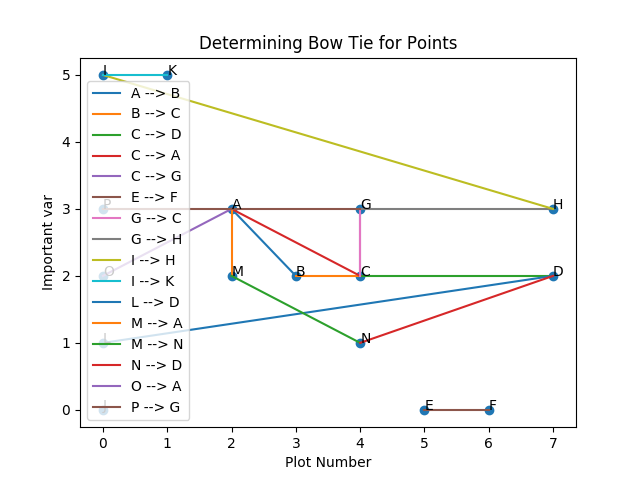 Determining Bow Tie for Points
Important var
5
4
3
2
1
0
I
K
P
A
G
H
O
M
B
C
D
L
N
J
E
F
A --> B
B --> C
C --> D
C --> A
C --> G
E --> F
G --> C
G --> H
I --> H
I --> K
L --> D
M --> A
M --> N
N --> D
O --> A
P --> G
0 1 2 3 4 5 6 7
Plot Number